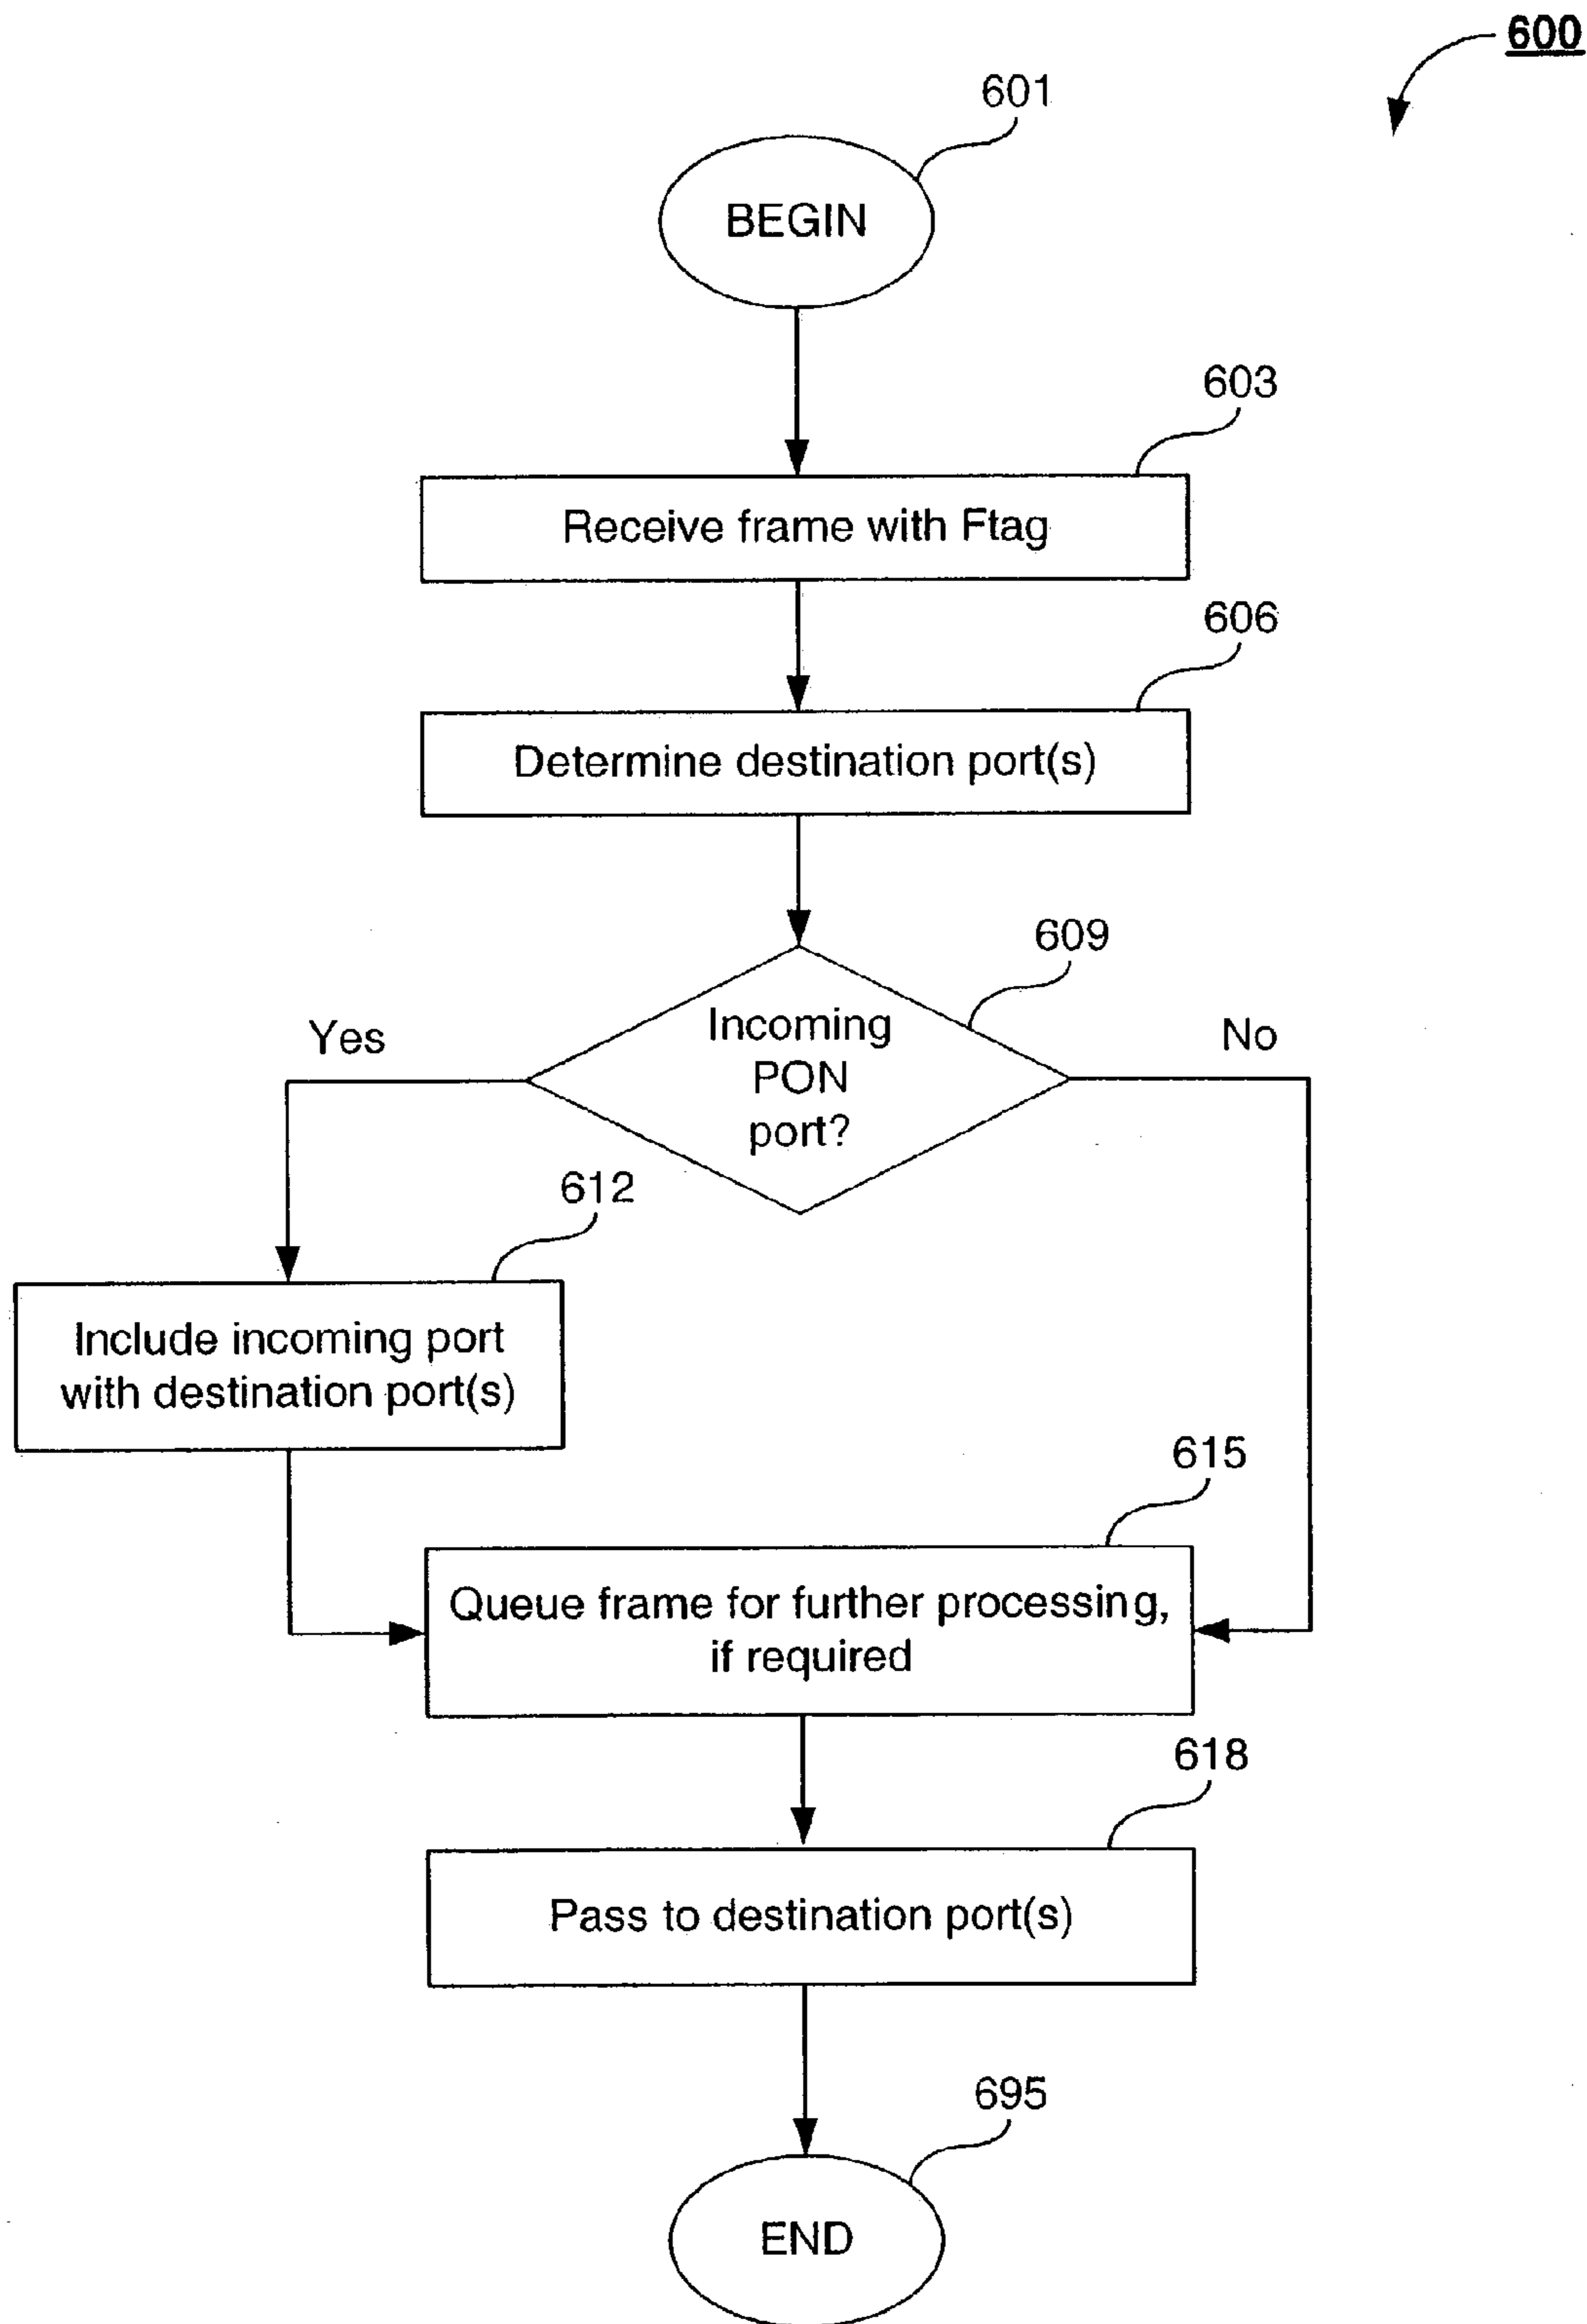 600
601
BEGIN
603
Receive frame with Ftag
606
Determine destination port(s)
609
Incoming
PON
port?
Yes
No
612
Include incoming port
with destination port(s)
615
Queue frame for further processing,
if required
618
Pass to destination port(s)
695
END